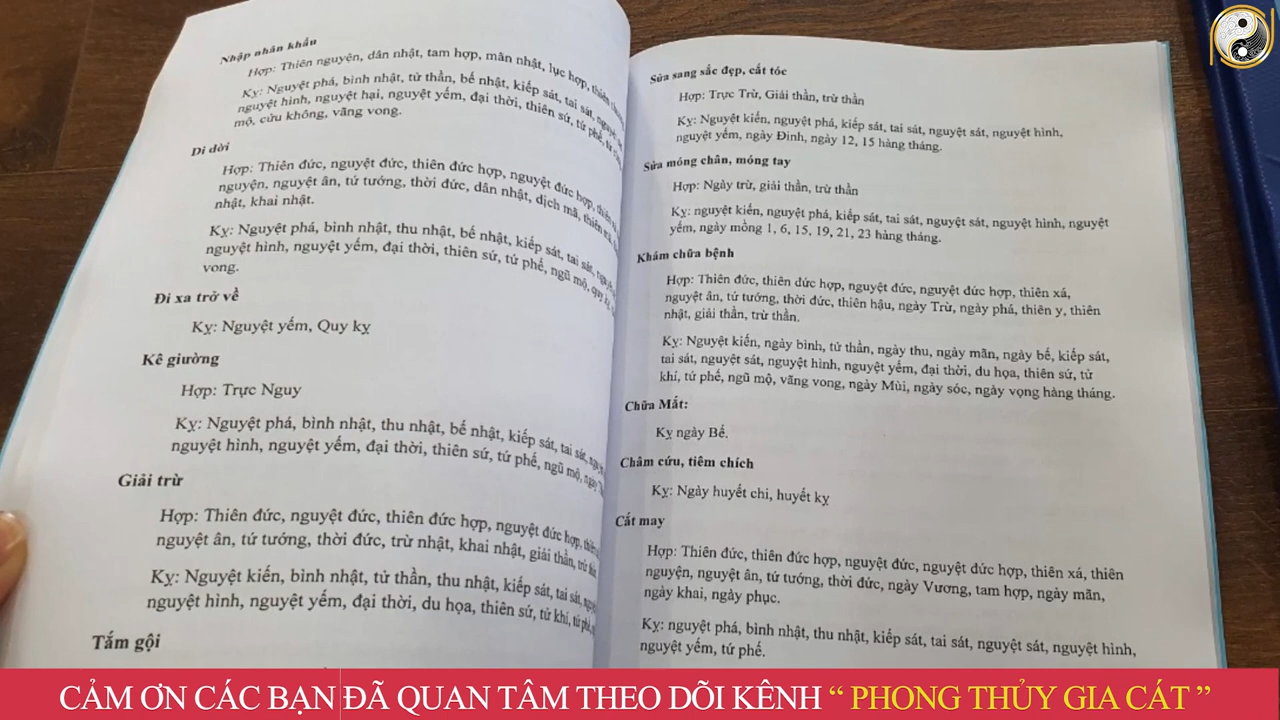 Nhập nhân khẩu
Hợp: Thiên nguyện, dân nhật, tam hợp, mãn nhật, lục hợp,
Kỵ: Nguyệt phá, bình nhật, tử thần, bế nhật, kiếp sát, tai sát,
nguyệt hình, nguyệt hại, nguyệt yếm, đại thời, thiên sứ, tứ phế,
mộ, cửu không, vãng vong.
Di dời
Hợp: Thiên đức, nguyệt đức, thiên đức hợp, nguyệt đức hợp,
nguyện, nguyệt ân, tứ tướng, thời đức, dân nhật, dịch mã,
nhật, khai nhật.
Kỵ: Nguyệt phá, bình nhật, thu nhật, bế nhật, kiếp sát, tai sát,
nguyệt hình, nguyệt yếm, đại thời, thiên sứ, tứ phế, ngũ mộ, quy kỵ,
vong.
Đi xa trở về
Kỵ: Nguyệt yếm, Quy kỵ
Kê giường
Hợp: Trực Nguy
Kỵ: Nguyệt phá, bình nhật, thu nhật, bế nhật, kiếp sát, tai sát,
nguyệt hình, nguyệt yếm, đại thời, thiên sứ, tứ phế, ngũ mộ, ngày
Giải trừ
Hợp: Thiên đức, nguyệt đức, thiên đức hợp, nguyệt đức hợp,
nguyệt ân, tứ tướng, thời đức, trừ nhật, khai nhật, giải thần,
Kỵ: Nguyệt kiến, bình nhật, tử thần, thu nhật, kiếp sát, tai sát,
nguyệt hình, nguyệt yếm, đại thời, du họa, thiên sứ, tử khí,
Tắm gội
Sửa sang sắc đẹp, cắt tóc
Hợp: Trực Trừ, Giải thần, trừ thần
Kỵ: Nguyệt kiến, nguyệt phá, kiếp sát, tai sát, nguyệt sát, nguyệt hình,
nguyệt yếm, ngày Đinh, ngày 12, 15 hàng tháng.
Sửa móng chân, móng tay
Hợp: Ngày trừ, giải thần, trừ thần
Kỵ: nguyệt kiến, nguyệt phá, kiếp sát, tai sát, nguyệt sát, nguyệt hình, nguyệt
yếm, ngày mồng 1, 6, 15, 19, 21, 23 hàng tháng.
Khám chữa bệnh
Hợp: Thiên đức, thiên đức hợp, nguyệt đức, nguyệt đức hợp, thiên xá,
nguyệt ân, tứ tướng, thời đức, thiên hậu, ngày Trừ, ngày phá, thiên y, thiên
nhật, giải thần, trừ thần.
Kỵ: Nguyệt kiến, ngày bình, tử thần, ngày thu, ngày mãn, ngày bế, kiếp sát,
tai sát, nguyệt sát, nguyệt hình, nguyệt yếm, đại thời, du họa, thiên sứ, tử
khí, tứ phế, ngũ mộ, vãng vong, ngày Mùi, ngày sóc, ngày vọng hàng tháng.
Chữa Mắt:
Kỵ ngày Bế.
Châm cứu, tiêm chích
Kỵ: Ngày huyết chi, huyết kỵ
Cắt may
Hợp: Thiên đức, thiên đức hợp, nguyệt đức, nguyệt đức hợp, thiên xá, thiên
nguyện, nguyệt ân, tứ tướng, thời đức, ngày Vương, tam hợp, ngày mãn,
ngày khai, ngày phục.
Kỵ: nguyệt phá, bình nhật, thu nhật, kiếp sát, tai sát, nguyệt sát, nguyệt hình,
nguyệt yếm, tứ phế.
CẢM ƠN CÁC BẠN ĐÃ QUAN TÂM THEO DÕI KÊNH “ PHONG THỦY GIA CÁT ”